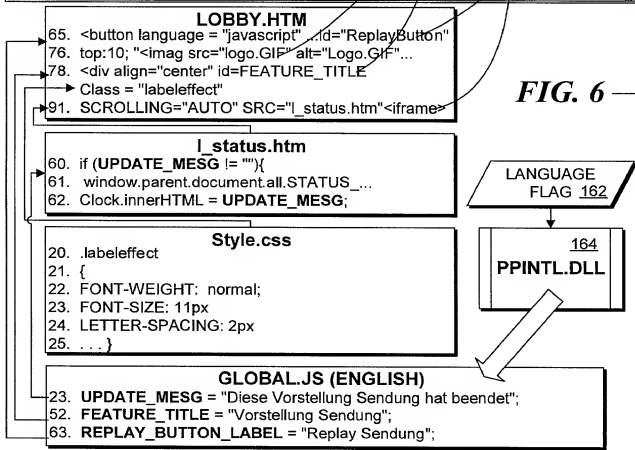 LOBBY.HTM
65. <button language = "javascript" ...id="ReplayButton"
76. top:10; "<imag src="logo.GIF" alt="Logo.GIF"...
78. <div align="center" id=FEATURE_TITLE
Class = "labeleffect"
91. SCROLLING="AUTO" SRC="l_status.htm"<iframe>
FIG. 6
l_status.htm
60. if (UPDATE_MESG != ""){
61. window.parent.document.all.STATUS_...
62. Clock.innerHTML = UPDATE_MESG;
LANGUAGE
FLAG 162
Style.css
20. .labeleffect
21. {
22. FONT-WEIGHT: normal;
23. FONT-SIZE: 11px
24. LETTER-SPACING: 2px
25. . . . }
164
PPINTL.DLL
GLOBAL.JS (ENGLISH)
23. UPDATE_MESG = "Diese Vorstellung Sendung hat beendet";
52. FEATURE_TITLE = "Vorstellung Sendung";
63. REPLAY_BUTTON_LABEL = "Replay Sendung";